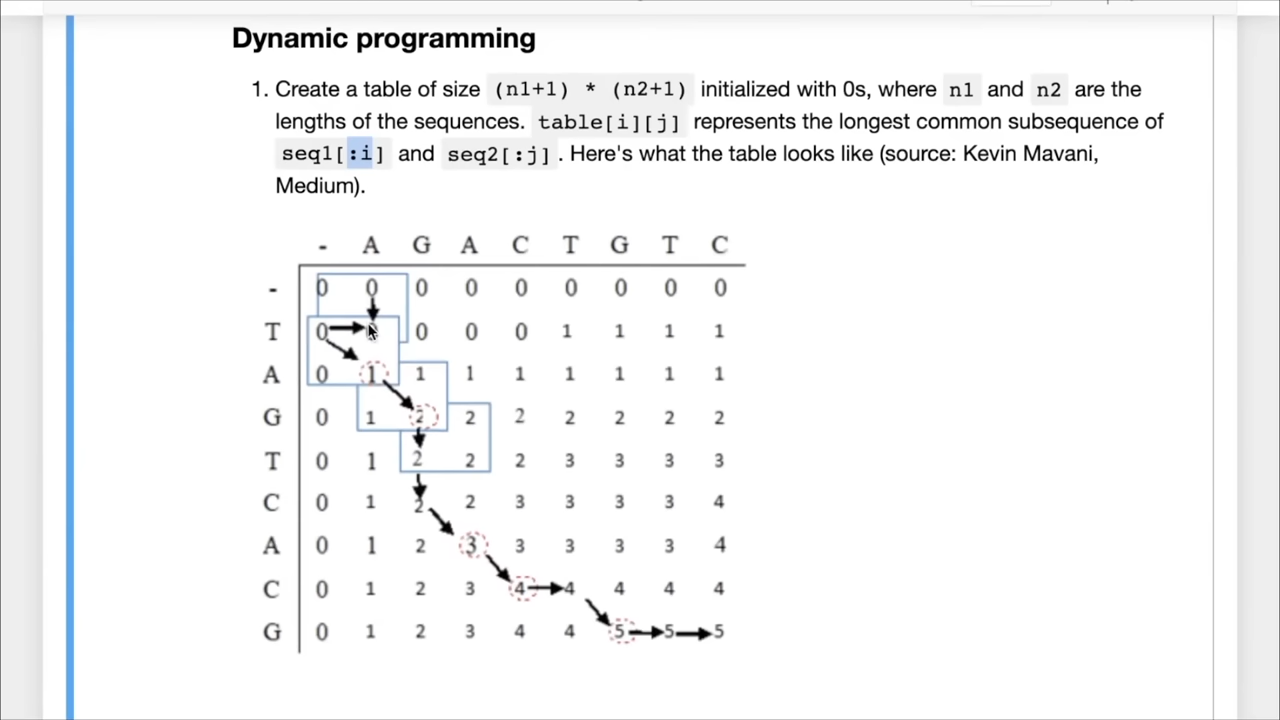 Dynamic programming
1. Create a table of size (n1+1) * (n2+1) initialized with 0s, where n1 and n2 are the
lengths of the sequences. table[i][j] represents the longest common subsequence of
seq1[:i] and seq2[:j]. Here's what the table looks like (source: Kevin Mavani,
Medium).
- A G A C T G T C
- 0 0 0 0 0 0 0 0 0
T 0 0 0 0 1 1 1 1
A 0 1 1 1 1 1 1 1 1
G 0 1 2 2 2 2 2 2 2
T 0 1 2 2 2 3 3 3 3
C 0 1 2 2 3 3 3 3 4
A 0 1 2 3 3 3 3 3 4
C 0 1 2 3 4 4 4 4 4
G 0 1 2 3 4 4 5 5 5